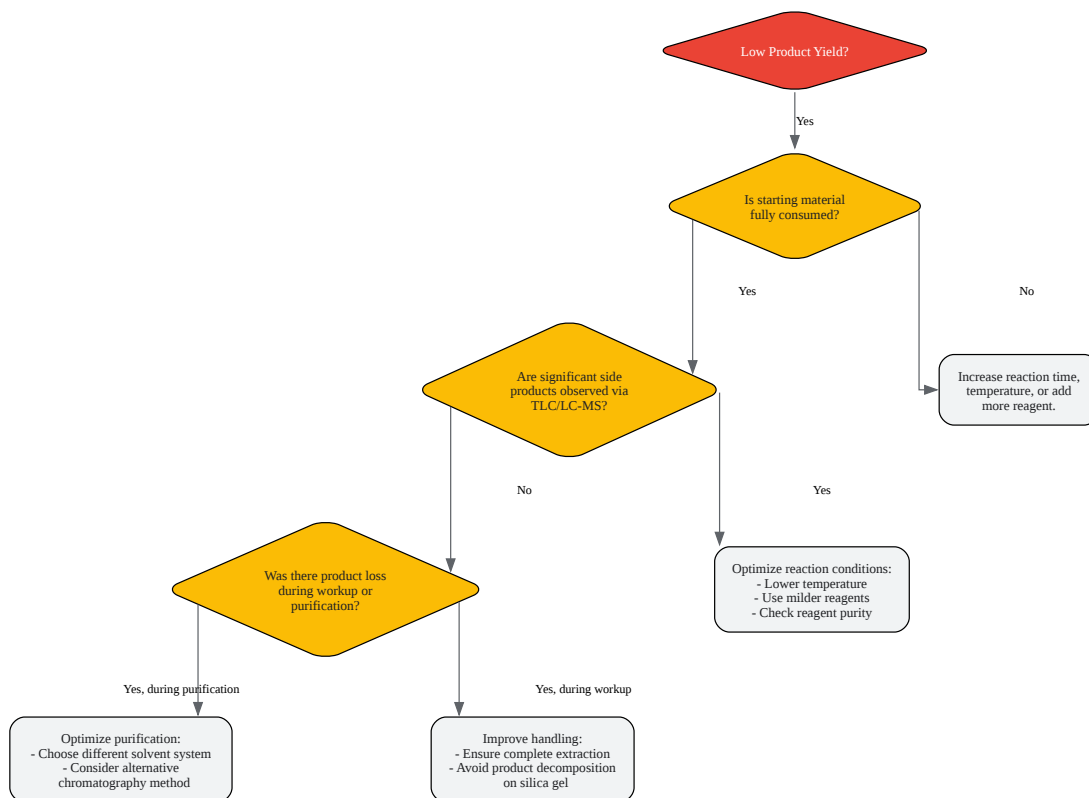 Low Product Yield?
Yes
Is starting material
fully consumed?
Yes
No
Increase reaction time,
temperature, or add
more reagent.
Are significant side
products observed via
TLC/LC-MS?
No
Yes
Optimize reaction conditions:
- Lower temperature
- Use milder reagents
- Check reagent purity
Was there product loss
during workup or
purification?
Yes, during purification
Yes, during workup
Optimize purification:
- Choose different solvent system
- Consider alternative
chromatography method
Improve handling:
- Ensure complete extraction
- Avoid product decomposition
on silica gel